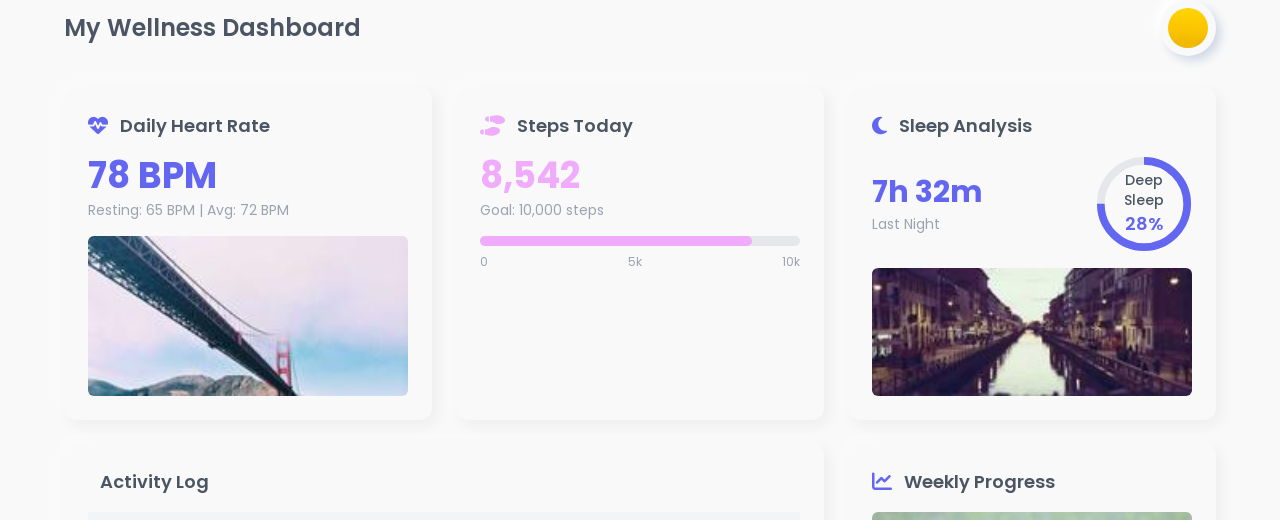 My Wellness Dashboard
Daily Heart Rate
78 BPM
Resting: 65 BPM | Avg: 72 BPM
Steps Today
8,542
Goal: 10,000 steps
0 5k 10k
Sleep Analysis
7h 32m
Last Night
Deep
Sleep
28%
Activity Log
Weekly Progress